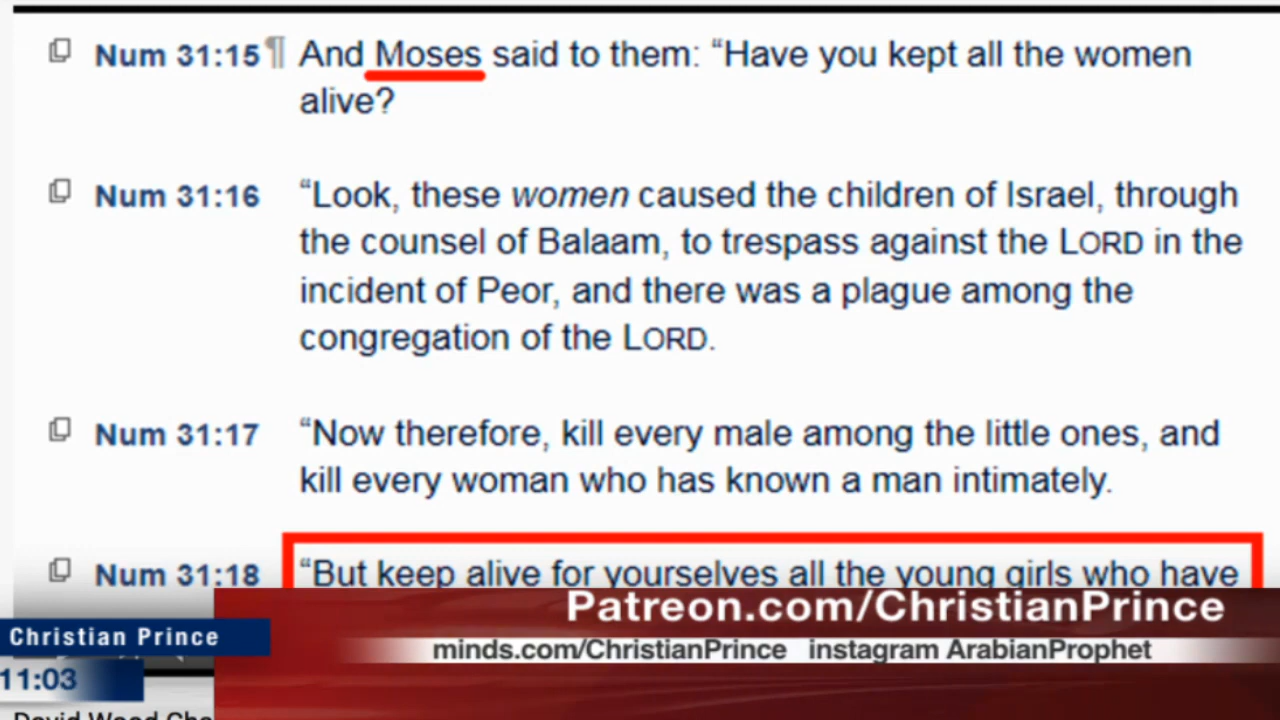 Num 31:15¶ And Moses said to them: “Have you kept all the women
alive?
Num 31:16 “Look, these women caused the children of Israel, through
the counsel of Balaam, to trespass against the LORD in the
incident of Peor, and there was a plague among the
congregation of the LORD.
Num 31:17 “Now therefore, kill every male among the little ones, and
kill every woman who has known a man intimately.
Num 31:18 “But keep alive for yourselves all the young girls who have
Patreon.com/ChristianPrince
Christian Prince
minds.com/ChristianPrince instagram ArabianProphet
11:03
David Wood